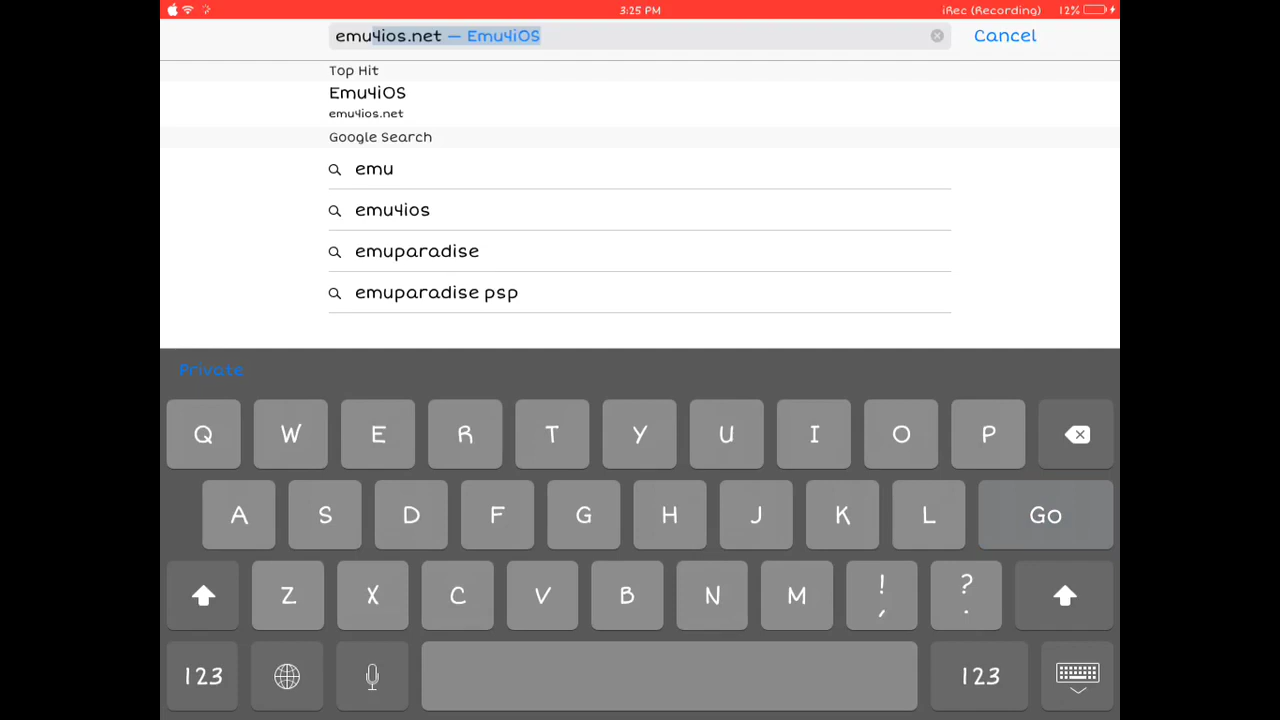 3:25 PM
iRec (Recording) 12%
emu4ios.net — Emu4iOS
Cancel
Top Hit
Emu4iOS
emu4ios.net
Google Search
emu
emu4ios
emuparadise
emuparadise psp
Private
Q W E R T Y U I O P
A S D F G H J K L Go
Z X C V B N M ! , ? .
123 123